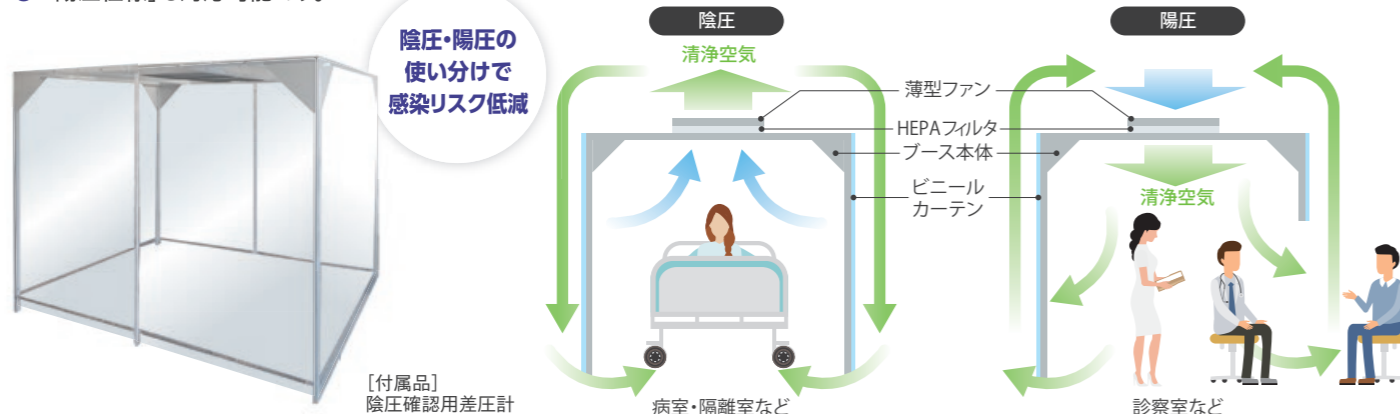 陰圧・陽圧の
使い分けで
感染リスク低減
[付属品]
陰圧確認用差圧計
陰圧
清浄空気
薄型ファン
HEPAフィルタ
ブース本体
ビニール
カーテン
病室・隔離室など
陽圧
清浄空気
診察室など